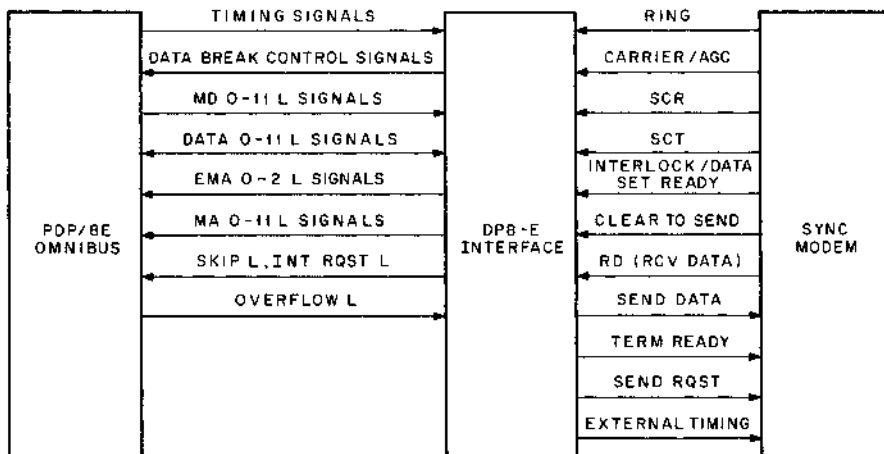 TIMING SIGNALS
DATA BREAK CONTROL SIGNALS
MD 0-11 L SIGNALS
DATA 0-11 L SIGNALS
EMA 0-2 L SIGNALS
MA 0-11 L SIGNALS
SKIP L, INT RQST L
OVERFLOW L
PDP/8E
OMNIBUS
DP8-E
INTERFACE
RING
CARRIER/AGC
SCR
SCT
INTERLOCK/DATA
SET READY
CLEAR TO SEND
RD (RCV DATA)
SEND DATA
TERM READY
SEND RQST
EXTERNAL TIMING
SYNC
MODEM